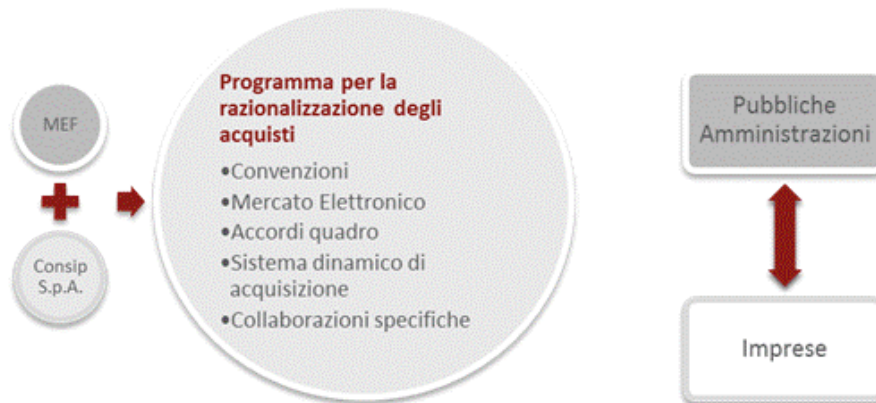 MEF
Consip
S.p.A.
Programma per la
razionalizzazione degli
acquisti
•Convenzioni
•Mercato Elettronico
•Accordi quadro
•Sistema dinamico di
acquisizione
•Collaborazioni specifiche
Pubbliche
Amministrazioni
Imprese